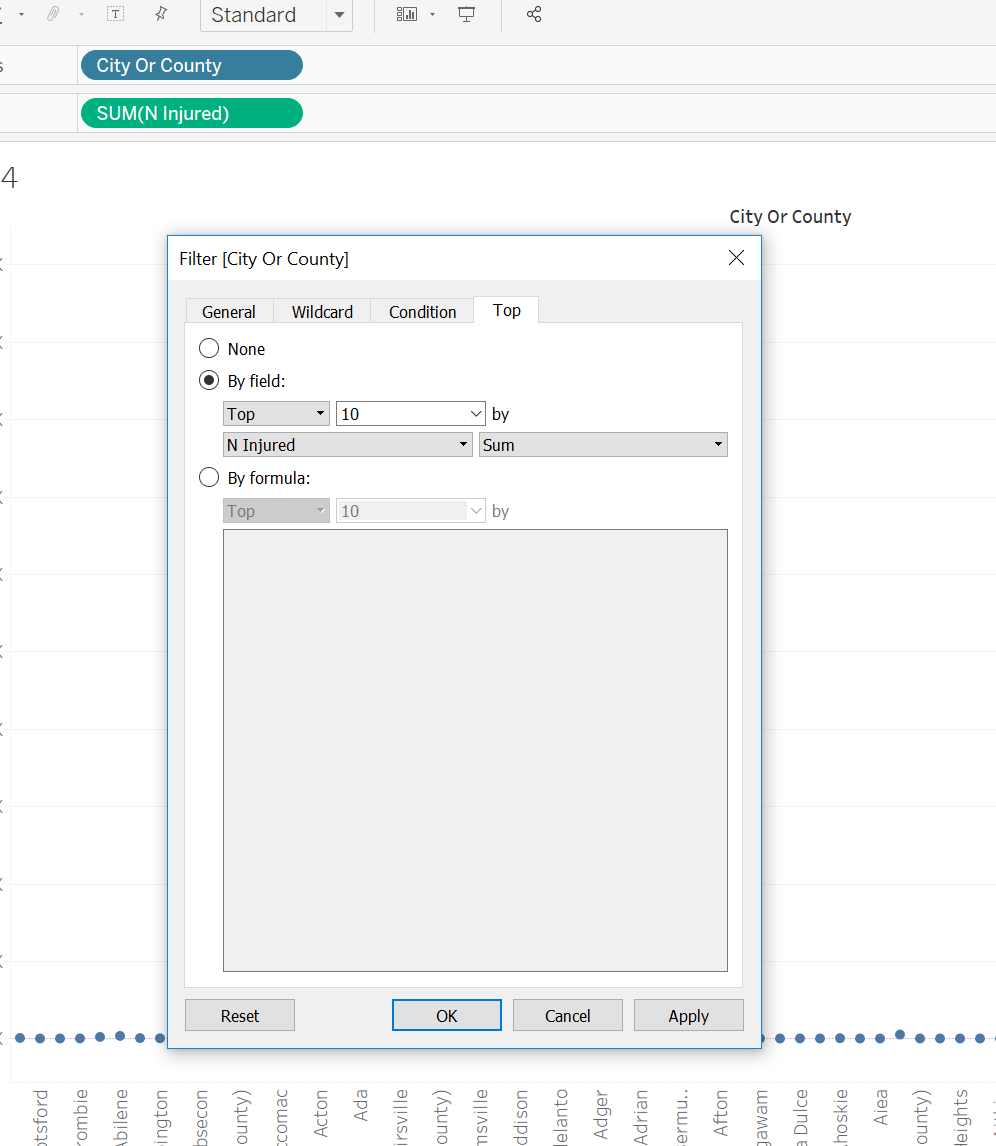 Standard
s
City Or County
SUM(N Injured)
4
City Or County
Filter [City Or County]
General Wildcard Condition Top
None
By field:
Top 10 by
N Injured Sum
By formula:
Top 10 by
Reset OK Cancel Apply
otsford
rombie
Abilene
ington
bsecon
ounty)
ccomac
Acton
Ada
irsville
ounty)
msville
ddison
delanto
Adger
Adrian
ermu..
Afton
gawam
a Dulce
hoskie
Aiea
ounty)
Heights